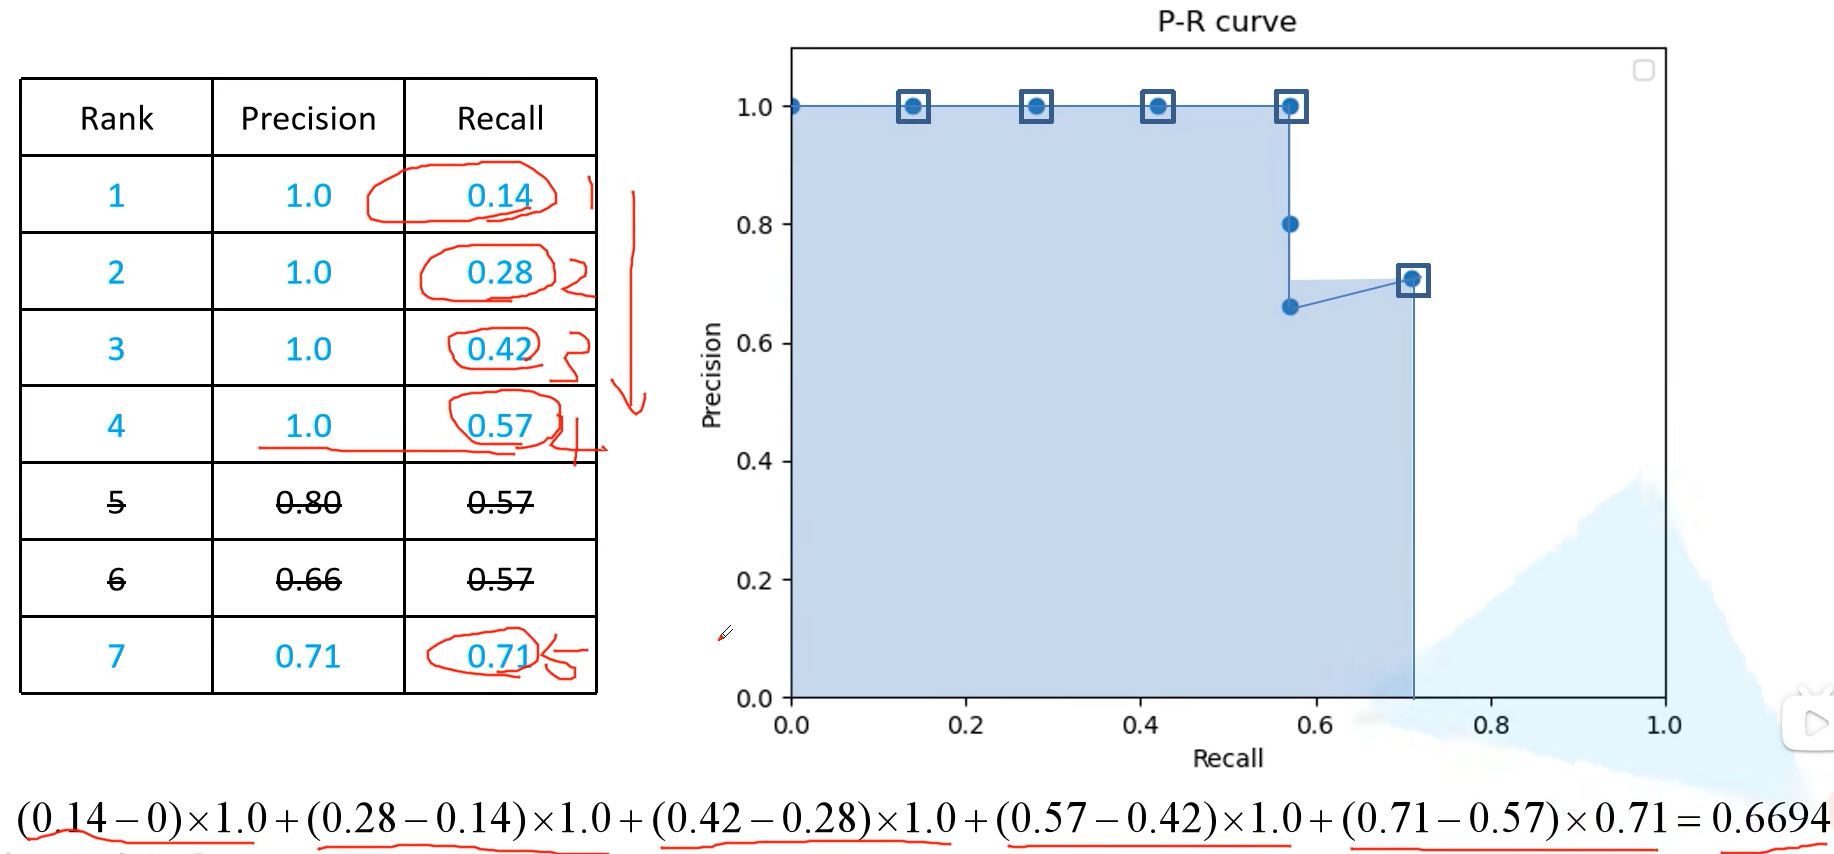 P-R curve
Rank Precision Recall
1 1.0 0.14 1
2 1.0 0.28 2
3 1.0 0.42 3
4 1.0 0.57 4
5 0.80 0.57
6 0.66 0.57
7 0.71 0.71 5
1.0
0.8
0.6
0.4
0.2
0.0
Precision
0.0 0.2 0.4 0.6 0.8 1.0
Recall
(0.14−0)×1.0+(0.28−0.14)×1.0+(0.42−0.28)×1.0+(0.57−0.42)×1.0+(0.71−0.57)×0.71=0.6694